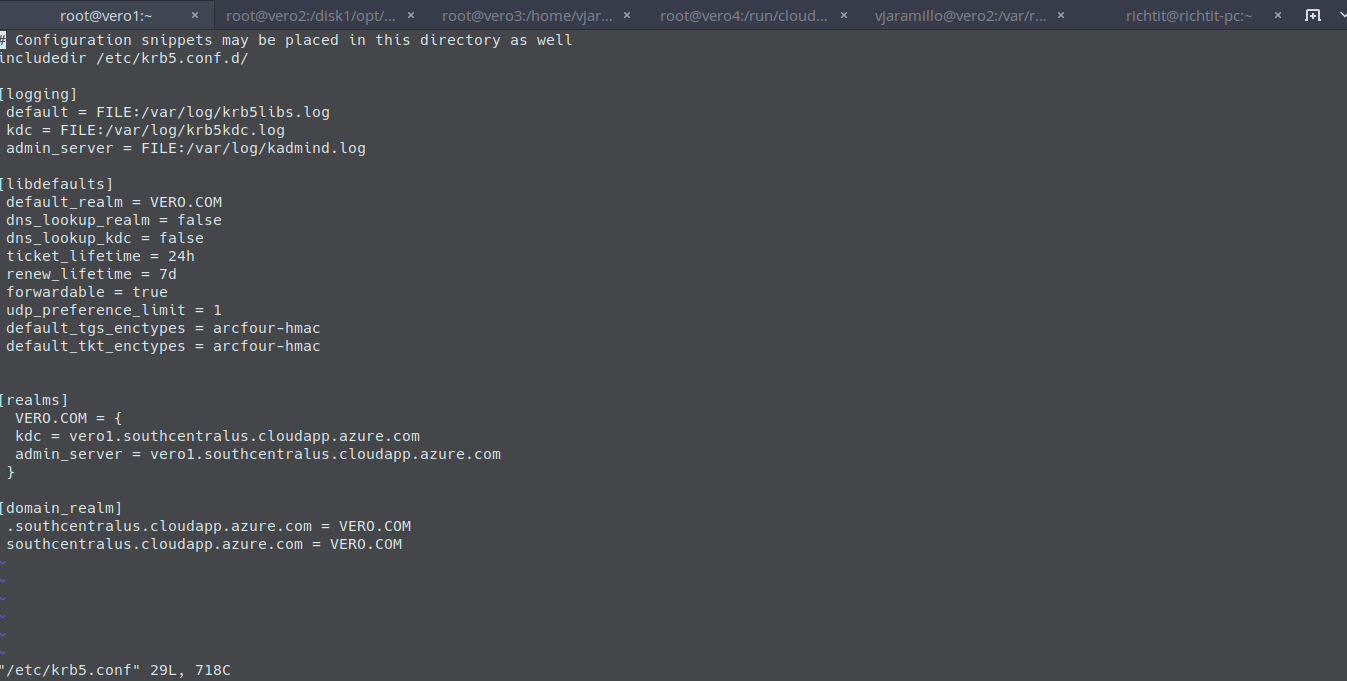 root@vero1:~ × root@vero2:/disk1/opt/... × root@vero3:/home/vjar... × root@vero4:/run/cloud... × vjaramillo@vero2:/var/r... × richtit@richtit-pc:~ ×
# Configuration snippets may be placed in this directory as well
includedir /etc/krb5.conf.d/
[logging]
default = FILE:/var/log/krb5libs.log
kdc = FILE:/var/log/krb5kdc.log
admin_server = FILE:/var/log/kadmind.log
[libdefaults]
default_realm = VERO.COM
dns_lookup_realm = false
dns_lookup_kdc = false
ticket_lifetime = 24h
renew_lifetime = 7d
forwardable = true
udp_preference_limit = 1
default_tgs_enctypes = arcfour-hmac
default_tkt_enctypes = arcfour-hmac
[realms]
VERO.COM = {
kdc = vero1.southcentralus.cloudapp.azure.com
admin_server = vero1.southcentralus.cloudapp.azure.com
}
[domain_realm]
.southcentralus.cloudapp.azure.com = VERO.COM
southcentralus.cloudapp.azure.com = VERO.COM
~
~
~
~
~
~
"/etc/krb5.conf" 29L, 718C